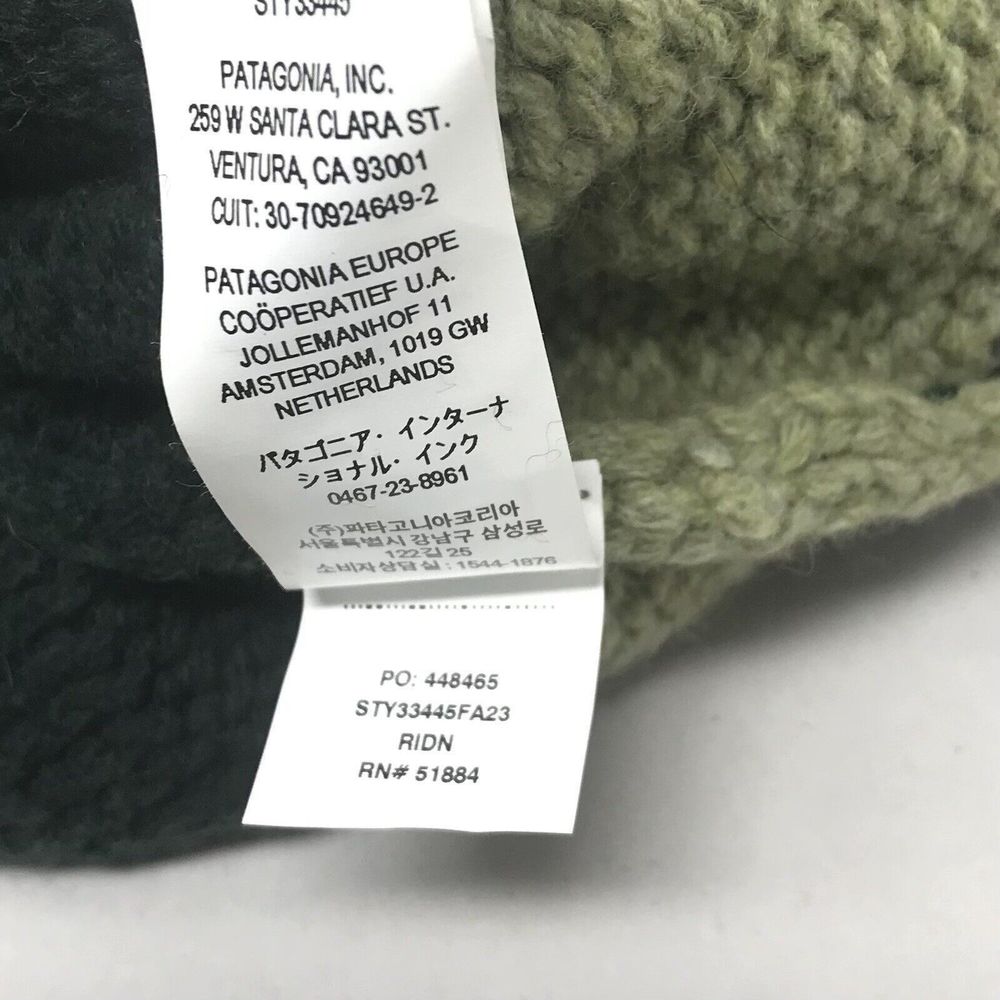 STY33445
PATAGONIA, INC.
259 W SANTA CLARA ST.
VENTURA, CA 93001
CUIT: 30-70924649-2
PATAGONIA EUROPE
COÖPERATIEF U.A.
JOLLEMANHOF 11
AMSTERDAM, 1019 GW
NETHERLANDS
パタゴニア・インターナ
ショナル・インク
0467-23-8961
(주)파타고니아코리아
서울특별시 강남구 삼성로
122길 25
소비자상담실 : 1544-1876
PO: 448465
STY33445FA23
RIDN
RN# 51884